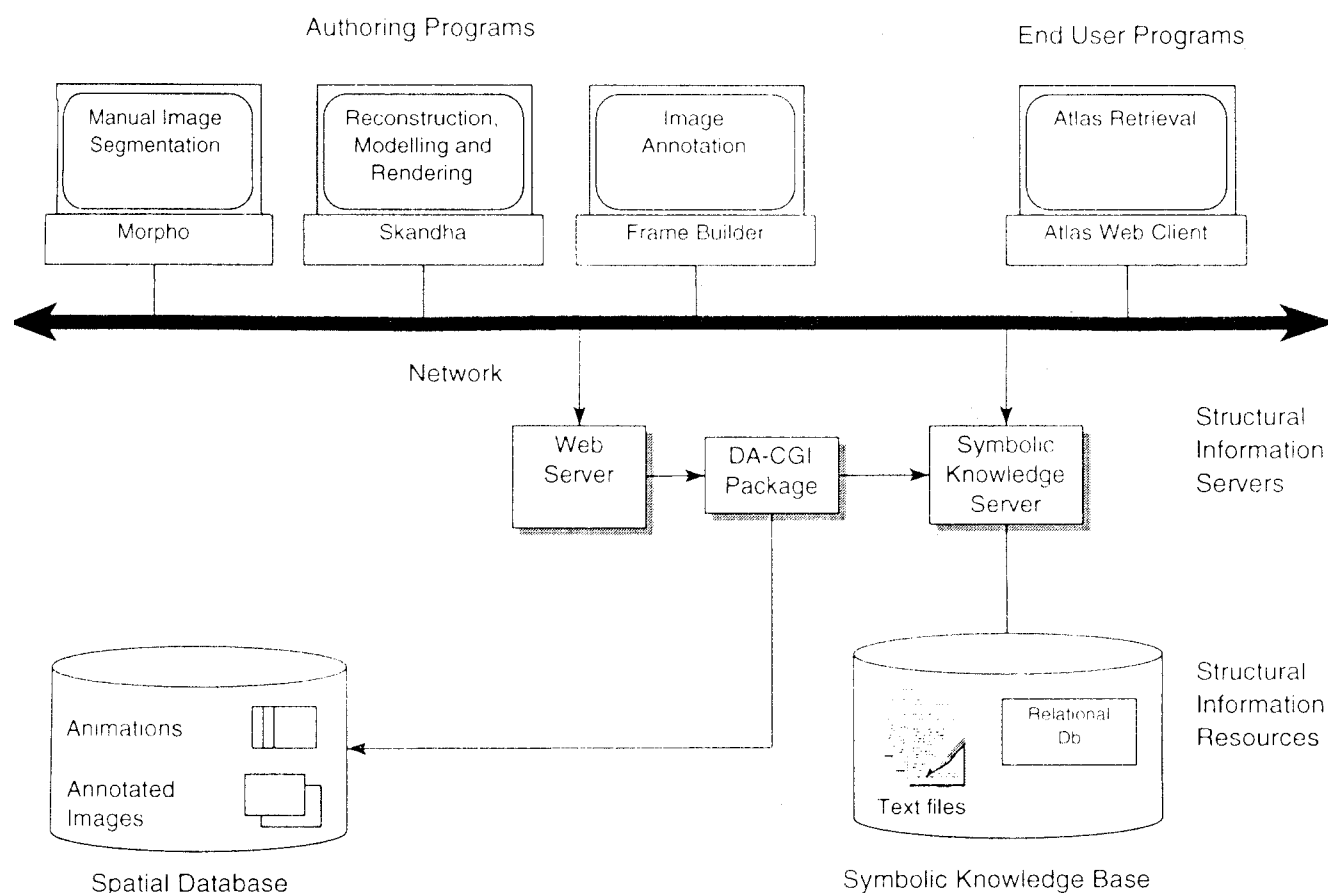 Authoring Programs
End User Programs
Manual Image
Segmentation
Morpho
Reconstruction,
Modelling and
Rendering
Skandha
Image
Annotation
Frame Builder
Atlas Retrieval
Atlas Web Client
Network
Web
Server
DA-CGI
Package
Symbolic
Knowledge
Server
Structural
Information
Servers
Animations
Annotated
Images
Spatial Database
Text files
Relational
Db
Symbolic Knowledge Base
Structural
Information
Resources